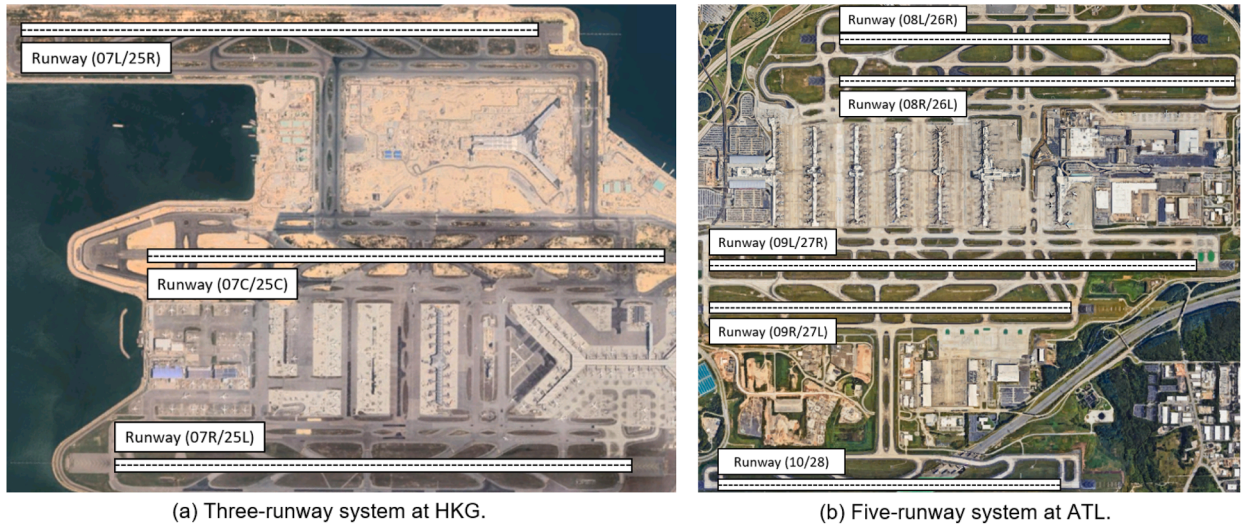 Runway (07L/25R)
Runway (07C/25C)
Runway (07R/25L)
(a) Three-runway system at HKG.
Runway (08L/26R)
Runway (08R/26L)
Runway (09L/27R)
Runway (09R/27L)
Runway (10/28)
(b) Five-runway system at ATL.